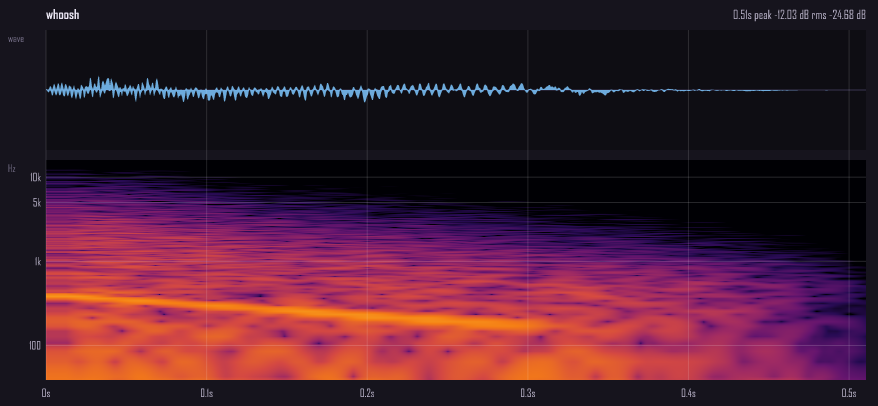 whoosh
0.51s peak -12.03 dB rms -24.68 dB
wave
Hz
10k
5k
1k
100
0s 0.1s 0.2s 0.3s 0.4s 0.5s